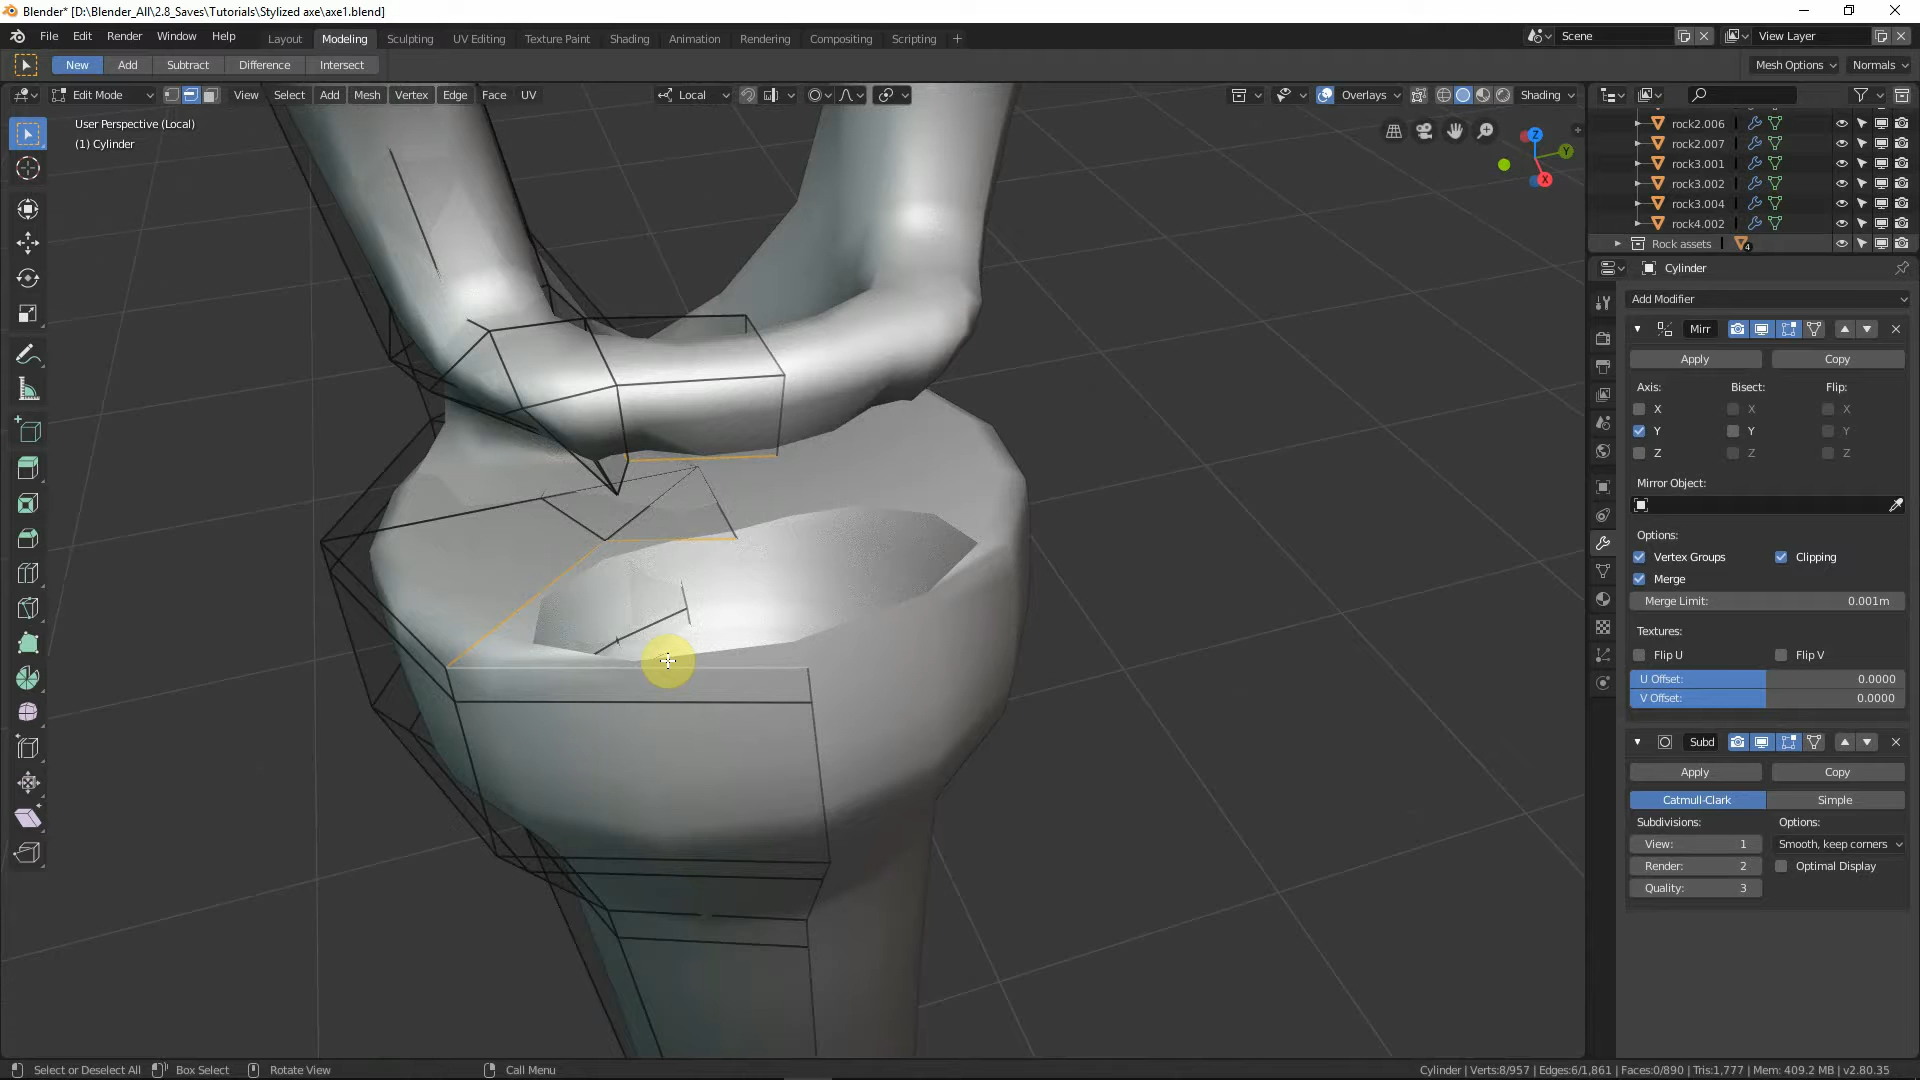 Blender* [D:\Blender_All\2.8_Saves\Tutorials\Stylized axe\axe1.blend]
File Edit Render Window Help Layout Modeling Sculpting UV Editing Texture Paint Shading Animation Rendering Compositing Scripting + Scene View Layer
New Add Subtract Difference Intersect Mesh Options Normals
Edit Mode View Select Add Mesh Vertex Edge Face UV Local Overlays Shading
User Perspective (Local)
(1) Cylinder
Z
Y
X
rock2.006
rock2.007
rock3.001
rock3.002
rock3.004
rock4.002
Rock assets 4
Cylinder
Add Modifier
Mirr
Apply Copy
Axis: Bisect: Flip:
X X X
Y Y Y
Z Z Z
Mirror Object:
Options:
Vertex Groups Clipping
Merge
Merge Limit: 0.001m
Textures:
Flip U Flip V
U Offset: 0.0000
V Offset: 0.0000
Subd
Apply Copy
Catmull-Clark Simple
Subdivisions: Options:
View: 1 Smooth, keep corners
Render: 2 Optimal Display
Quality: 3
Select or Deselect All Box Select Rotate View Call Menu Cylinder | Verts:8/957 | Edges:6/1,861 | Faces:0/890 | Tris:1,777 | Mem: 409.2 MB | v2.80.35